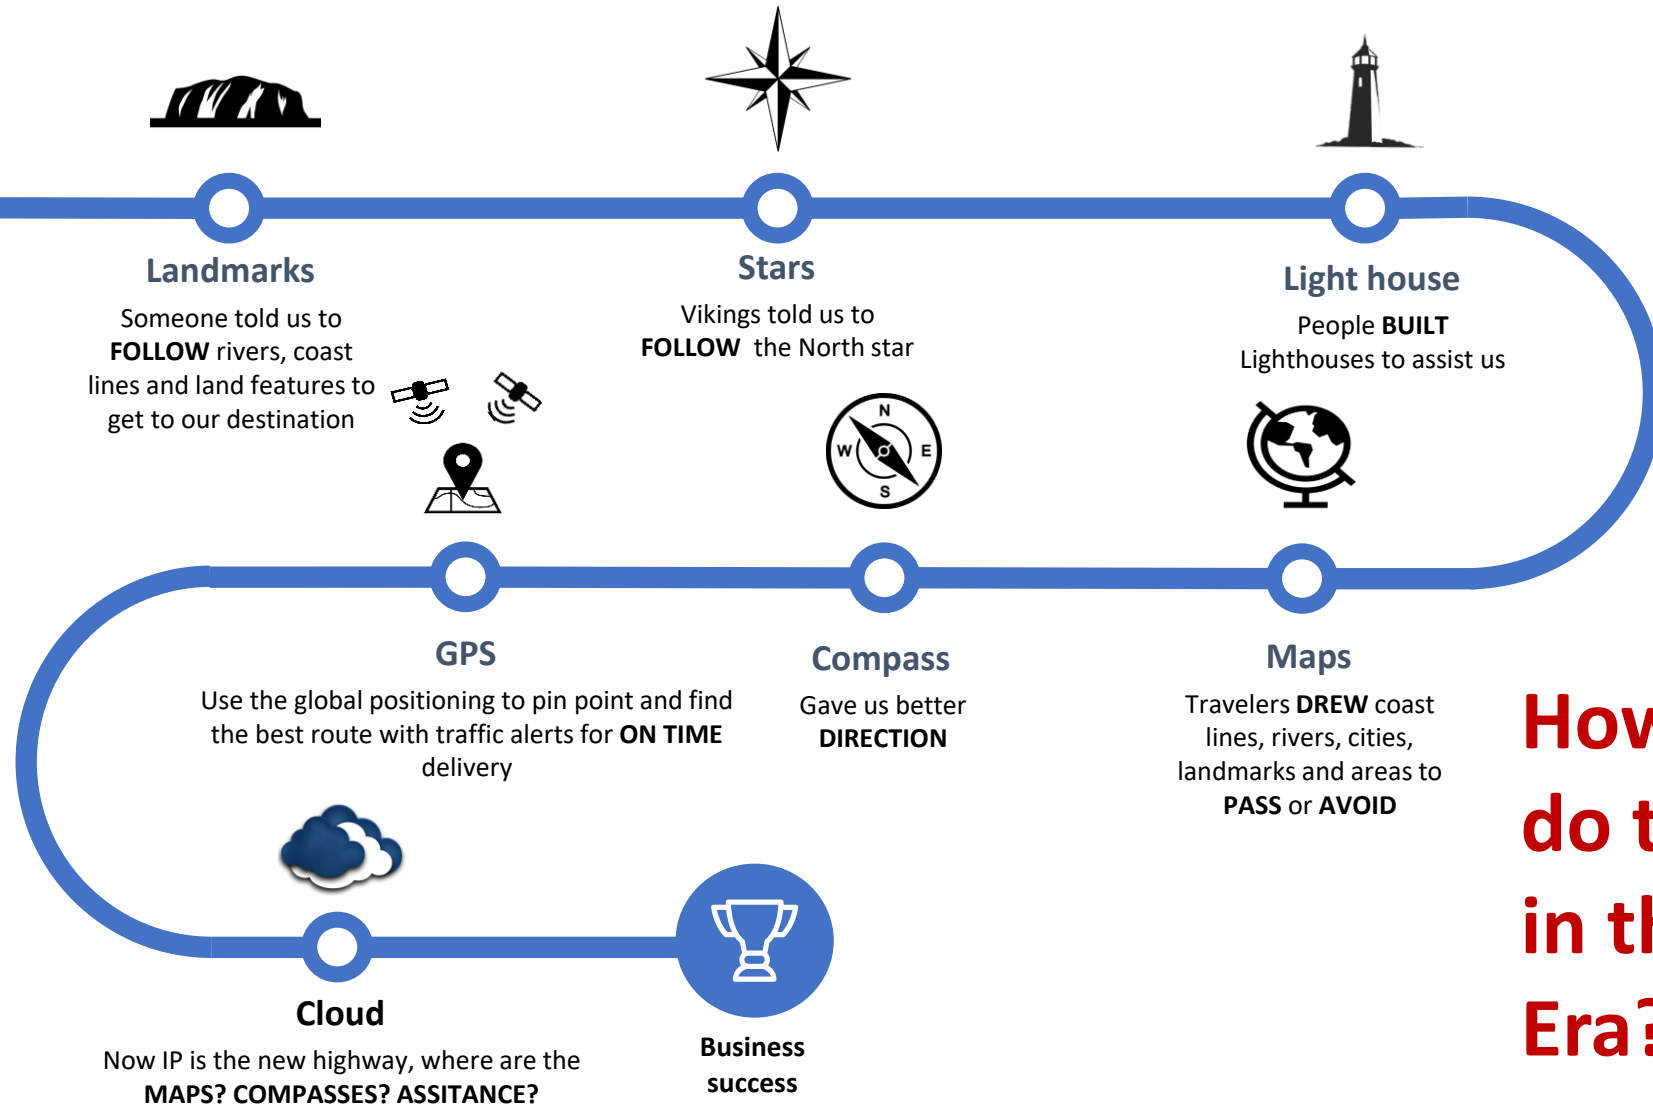 Landmarks
Someone told us to
FOLLOW rivers, coast
lines and land features to
get to our destination
Stars
Vikings told us to
FOLLOW the North star
Light house
People BUILT
Lighthouses to assist us
N
W E
S
GPS
Use the global positioning to pin point and find
the best route with traffic alerts for ON TIME
delivery
Compass
Gave us better
DIRECTION
Maps
Travelers DREW coast
lines, rivers, cities,
landmarks and areas to
PASS or AVOID
How
do
in
Era?
Cloud
Now IP is the new highway, where are the
MAPS? COMPASSES? ASSITANCE?
Business
success